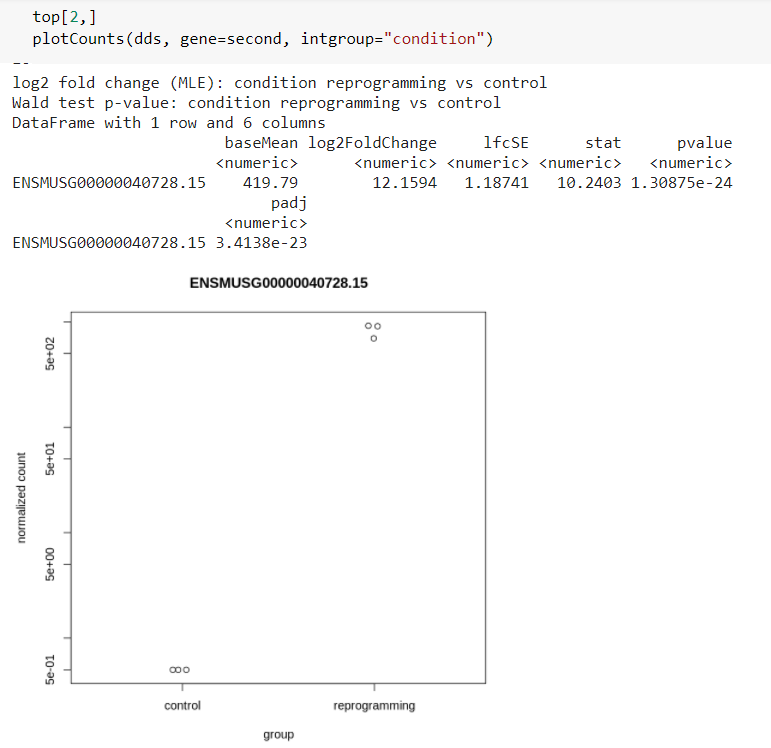 top[2,]
plotCounts(dds, gene=second, intgroup="condition")
log2 fold change (MLE): condition reprogramming vs control
Wald test p-value: condition reprogramming vs control
DataFrame with 1 row and 6 columns
baseMean log2FoldChange lfcSE stat pvalue
<numeric> <numeric> <numeric> <numeric> <numeric>
ENSMUSG00000040728.15 419.79 12.1594 1.18741 10.2403 1.30875e-24
padj
<numeric>
ENSMUSG00000040728.15 3.4138e-23
ENSMUSG00000040728.15
5e+02
5e+01
5e+00
5e-01
normalized count
control reprogramming
group